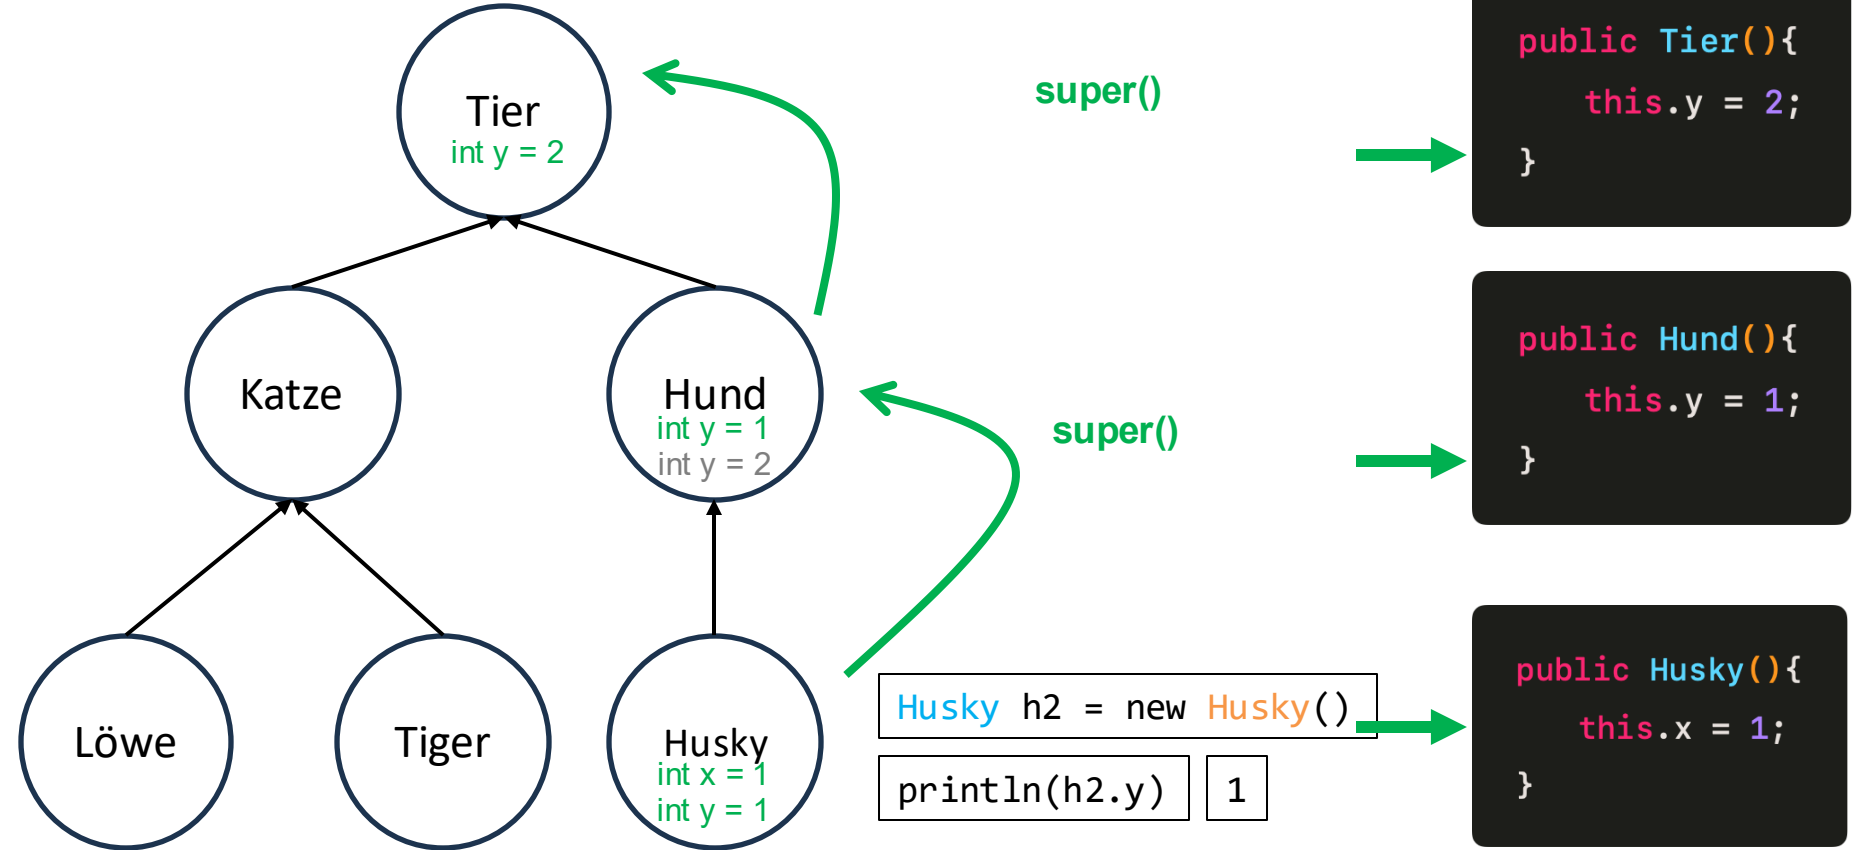 Tier
int y = 2
Katze
Hund
int y = 1
int y = 2
Löwe
Tiger
Husky
int x = 1
int y = 1
super()
super()
Husky h2 = new Husky()
println(h2.y)
1
public Tier(){
this.y = 2;
}
public Hund(){
this.y = 1;
}
public Husky(){
this.x = 1;
}